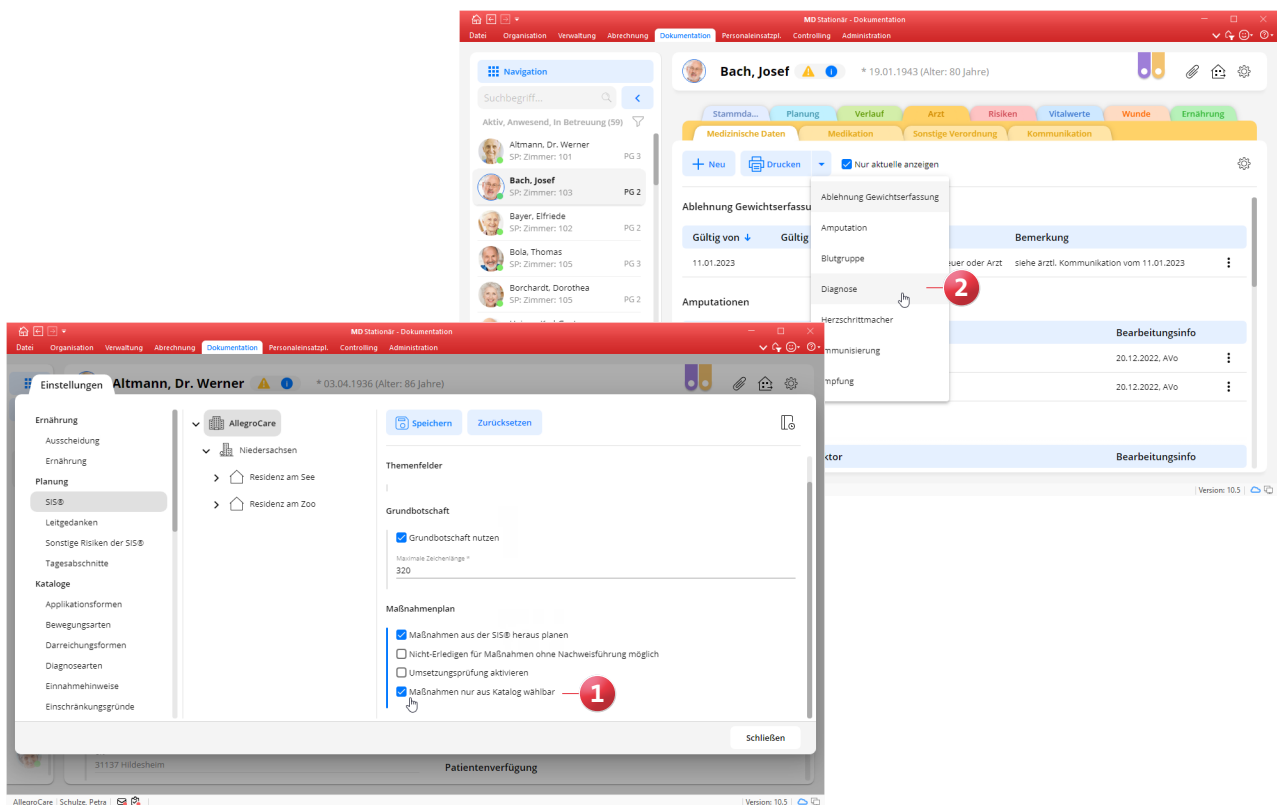 MD Stationär - Dokumentation
Datei Organisation Verwaltung Abrechnung Dokumentation Personaleinsatzpl. Controlling Administration
Navigation
Suchbegriff...
Aktiv, Anwesend, In Betreuung (59)
Altmann, Dr. Werner
SP: Zimmer: 101 PG 3
Bach, Josef
SP: Zimmer: 103 PG 2
Bayer, Elfriede
SP: Zimmer: 102 PG 2
Bola, Thomas
SP: Zimmer: 105 PG 3
Borchardt, Dorothea
SP: Zimmer: 105 PG 2
Bach, Josef * 19.01.1943 (Alter: 80 Jahre)
Stammda... Planung Verlauf Arzt Risiken Vitalwerte Wunde Ernährung
Medizinische Daten Medikation Sonstige Verordnung Kommunikation
Neu Drucken Nur aktuelle anzeigen
Ablehnung Gewichtserfassu
Gültig von Gültig Bemerkung
11.01.2023 euer oder Arzt siehe ärztl. Kommunikation vom 11.01.2023
Amputationen
Ablehnung Gewichtserfassung
Amputation
Blutgruppe
Diagnose
2
Herzschrittmacher
mmunisierung
mpfung
Bearbeitungsinfo
20.12.2022, AVo
20.12.2022, AVo
ktor Bearbeitungsinfo
Version: 10.5
MD Stationär - Dokumentation
Datei Organisation Verwaltung Abrechnung Dokumentation Personaleinsatzpl. Controlling Administration
Altmann, Dr. Werner * 03.04.1936 (Alter: 86 Jahre)
Einstellungen
Ernährung
Ausscheidung
Ernährung
Planung
SIS®
Leitgedanken
Sonstige Risiken der SIS®
Tagesabschnitte
Kataloge
Applikationsformen
Bewegungsarten
Darreichungsformen
Diagnosearten
Einnahmehinweise
Einschränkungsgründe
AllegroCare
Niedersachsen
Residenz am See
Residenz am Zoo
Speichern Zurücksetzen
Themenfelder
Grundbotschaft
Grundbotschaft nutzen
Maximale Zeichenlänge *
320
Maßnahmenplan
Maßnahmen aus der SIS® heraus planen
Nicht-Erledigen für Maßnahmen ohne Nachweisführung möglich
Umsetzungsprüfung aktivieren
Maßnahmen nur aus Katalog wählbar
1
Schließen
31137 Hildesheim
Patientenverfügung
AllegroCare Schulze, Petra
Version: 10.5